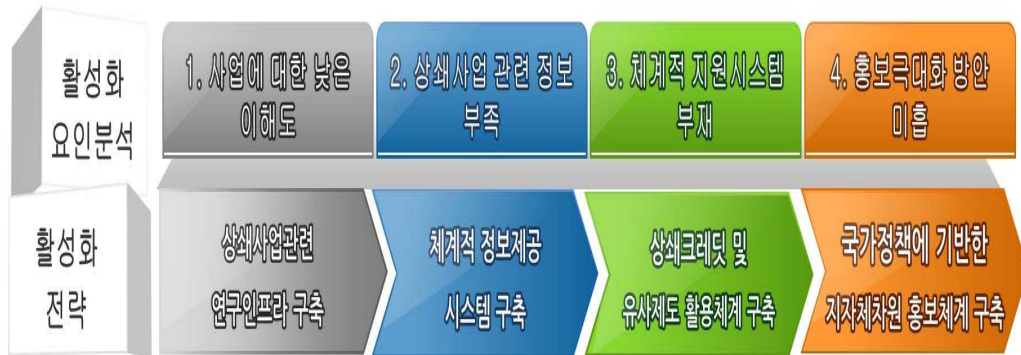 활성화
요인분석
1. 사업에 대한 낮은
이해도
2. 상쇄사업 관련 정보
부족
3. 체계적 지원시스템
부재
4. 홍보극대화 방안
미흡
활성화
전략
상쇄사업관련
연구인프라 구축
체계적 정보제공
시스템 구축
상쇄크레딧 및
유사제도 활용체계 구축
국가정책에 기반한
지자체차원 홍보체계 구축